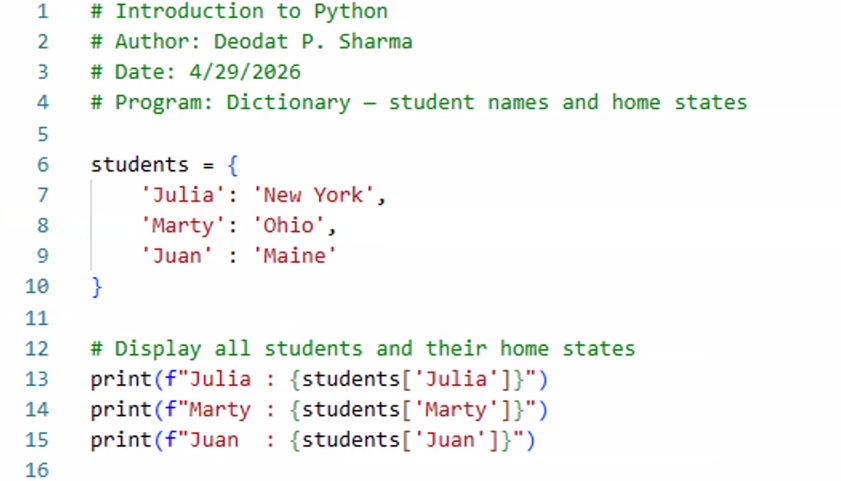 1 # Introduction to Python
2 # Author: Deodat P. Sharma
3 # Date: 4/29/2026
4 # Program: Dictionary – student names and home states
5
6 students = {
7     'Julia': 'New York',
8     'Marty': 'Ohio',
9     'Juan' : 'Maine'
10 }
11
12 # Display all students and their home states
13 print(f"Julia : {students['Julia']}")
14 print(f"Marty : {students['Marty']}")
15 print(f"Juan  : {students['Juan']}")
16